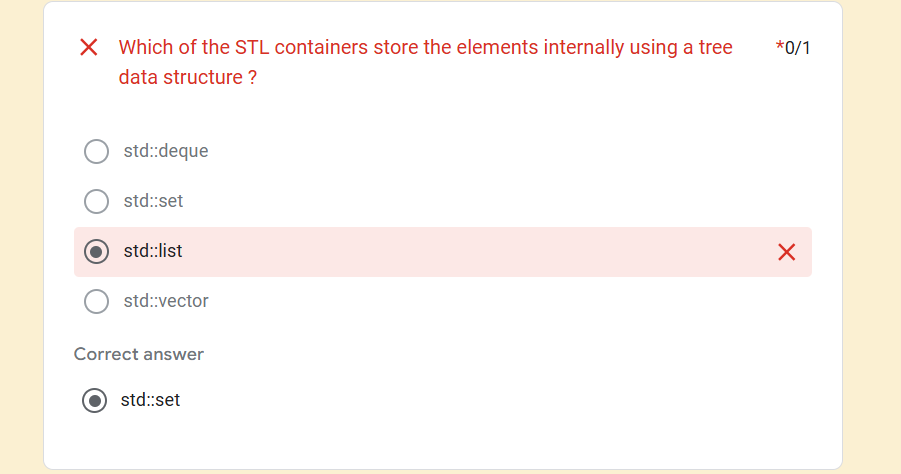 Which of the STL containers store the elements internally using a tree *0/1
data structure ?
std::deque
std::set
std::list
std::vector
Correct answer
std::set